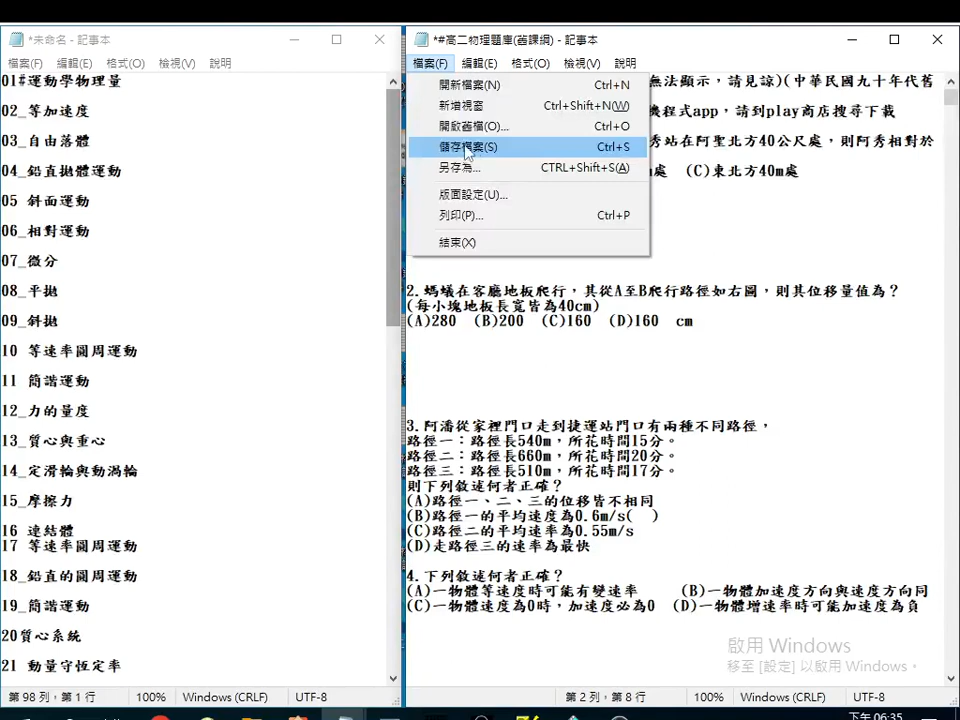 *未命名 - 記事本
檔案(F) 編輯(E) 格式(O) 檢視(V) 說明
01#運動學物理量
02_等加速度
03_自由落體
04_鉛直拋體運動
05 斜面運動
06_相對運動
07_微分
08_平拋
09_斜拋
10 等速率圓周運動
11 簡諧運動
12_力的量度
13_質心與重心
14_定滑輪與動渦輪
15_摩擦力
16 連結體
17 等速率圓周運動
18_鉛直的圓周運動
19_簡諧運動
20質心系統
21 動量守恆定率
第 98 列，第 1 行 100% Windows (CRLF) UTF-8
*#高二物理題庫(舊課綱) - 記事本
檔案(F) 編輯(E) 格式(O) 檢視(V) 說明
開新檔案(N) Ctrl+N
新增視窗 Ctrl+Shift+N(W)
開啟舊檔(O)... Ctrl+O
儲存檔案(S) Ctrl+S
另存為... CTRL+Shift+S(A)
版面設定(U)...
列印(P)... Ctrl+P
結束(X)
無法顯示，請見諒)(中華民國九十年代舊
機程式app，請到play商店搜尋下載
秀站在阿聖北方40公尺處，則阿秀相對於
處 (C)東北方40m處
2.螞蟻在客廳地板爬行，其從A至B爬行路徑如右圖，則其位移量值為？
(每小塊地板長寬皆為40cm)
(A)280 (B)200 (C)160 (D)160 cm
3.阿潘從家裡門口走到捷運站門口有兩種不同路徑，
路徑一：路徑長540m，所花時間15分。
路徑二：路徑長660m，所花時間20分。
路徑三：路徑長510m，所花時間17分。
則下列敘述何者正確？
(A)路徑一、二、三的位移皆不相同
(B)路徑一的平均速度為0.6m/s( )
(C)路徑二的平均速率為0.55m/s
(D)走路徑三的速率為最快
4.下列敘述何者正確？
(A)一物體等速度時可能有變速率 (B)一物體加速度方向與速度方向同
(C)一物體速度為0時，加速度必為0 (D)一物體增速率時可能加速度為負
啟用 Windows
移至 [設定] 以啟用 Windows。
第 2 列，第 8 行 100% Windows (CRLF) UTF-8
下午 06:35